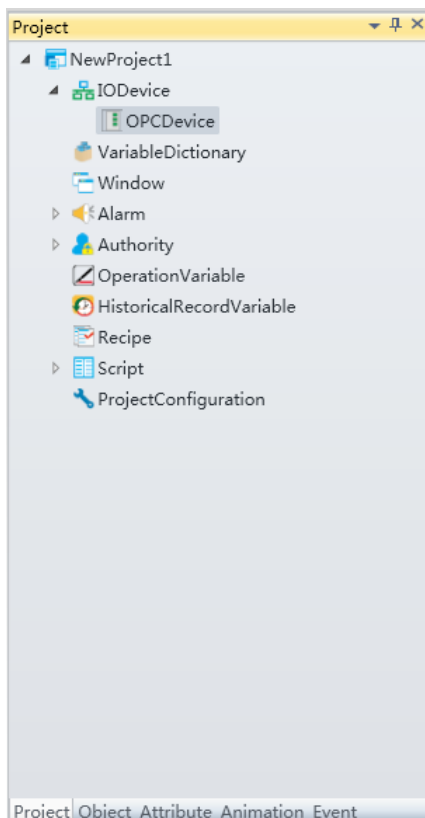 Project
NewProject1
IODevice
OPCDevice
VariableDictionary
Window
Alarm
Authority
OperationVariable
HistoricalRecordVariable
Recipe
Script
ProjectConfiguration
Project Object Attribute Animation Event